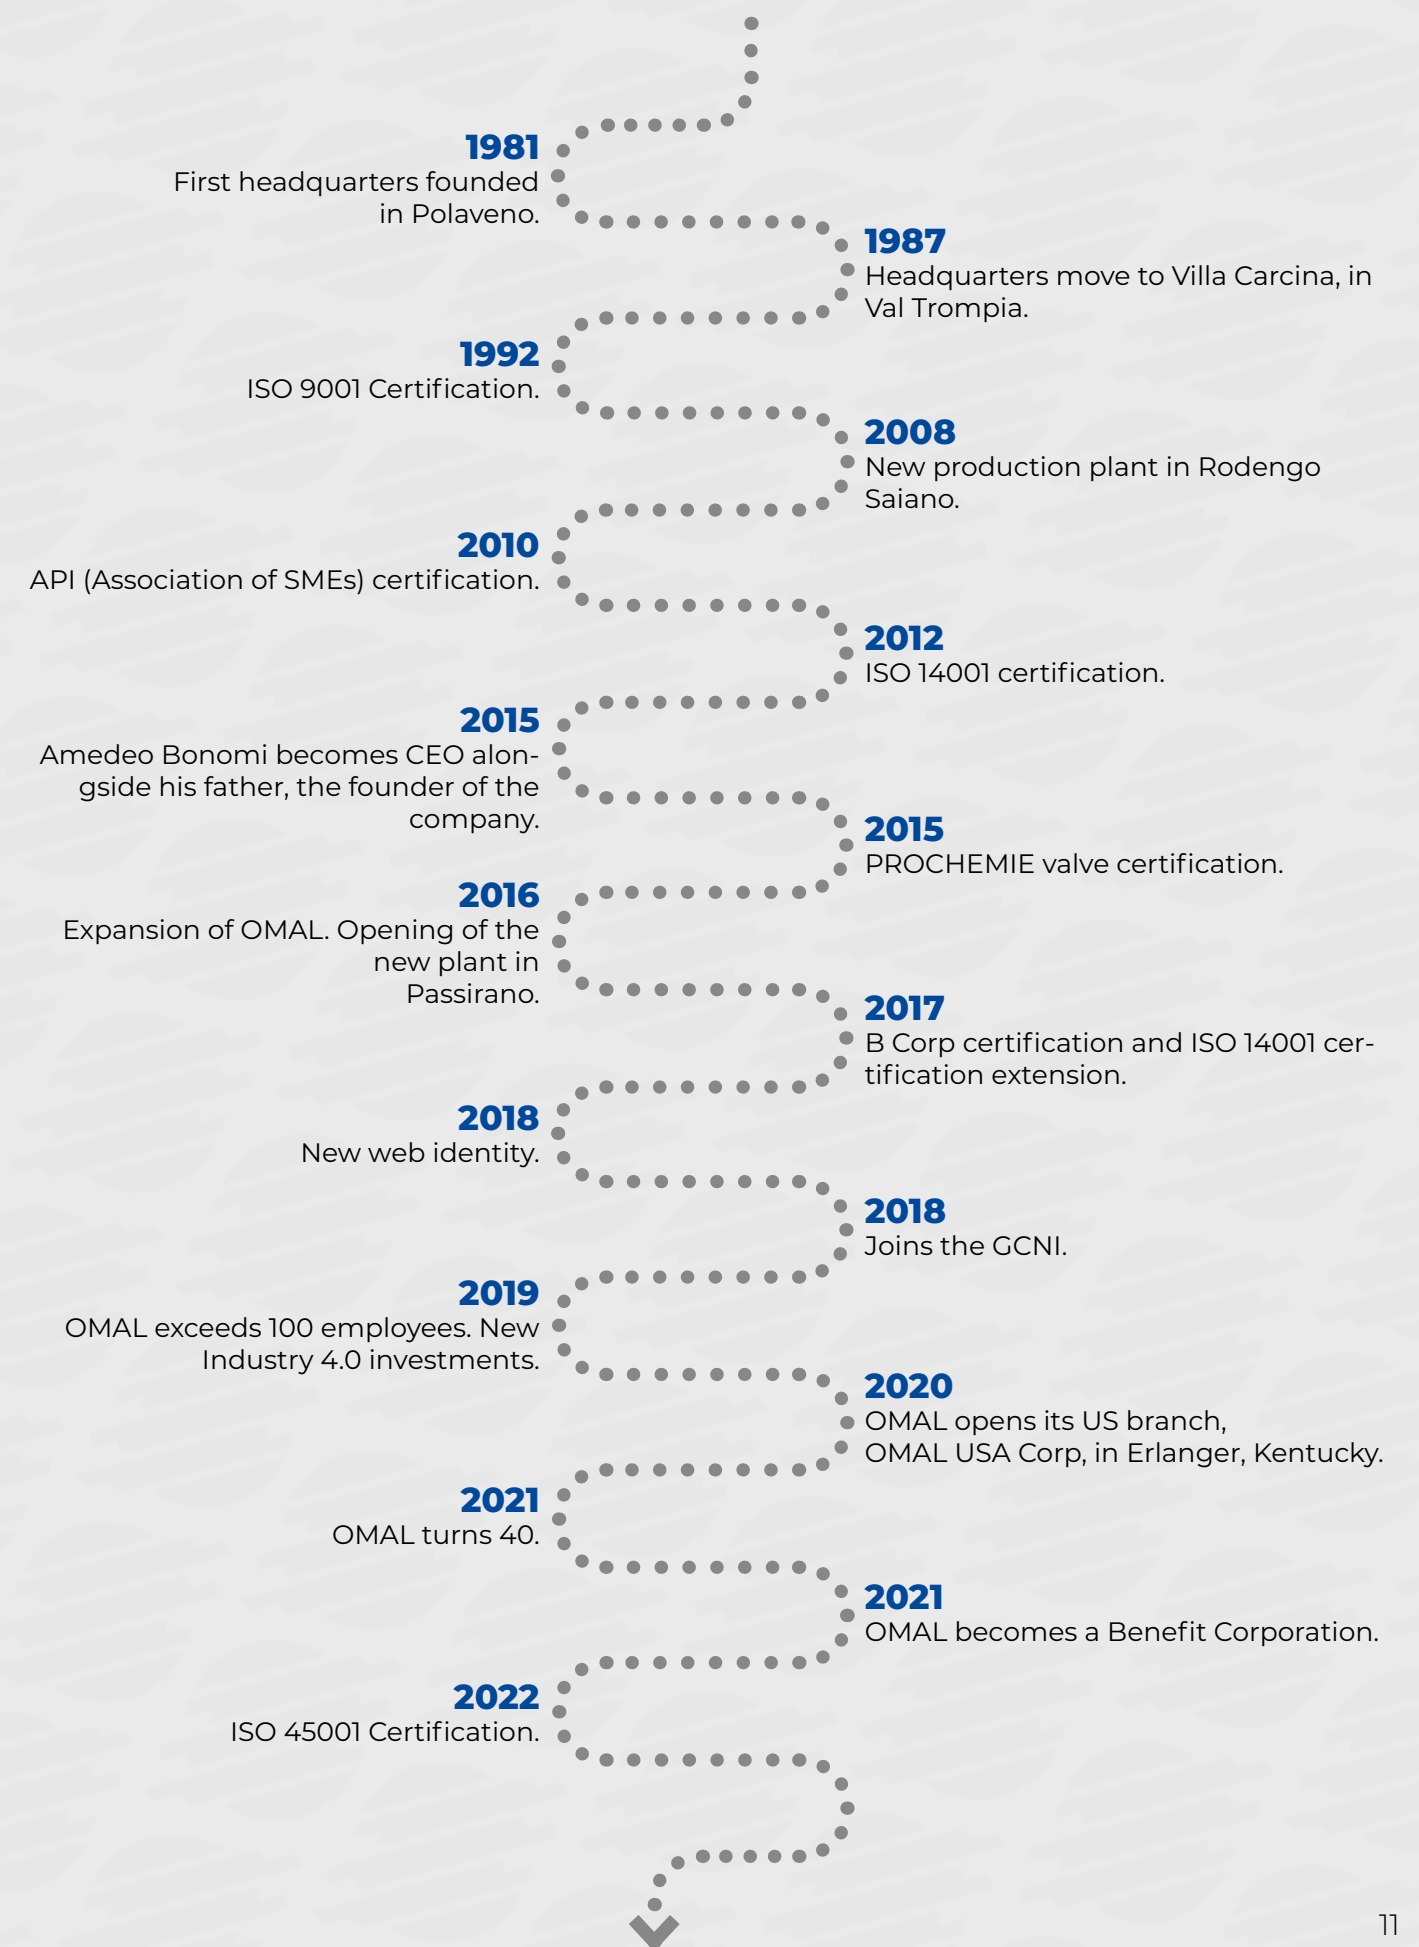 1981
First headquarters founded
in Polaveno.
1987
Headquarters move to Villa Carcina, in
Val Trompia.
1992
ISO 9001 Certification.
2008
New production plant in Rodengo
Saiano.
2010
API (Association of SMEs) certification.
2012
ISO 14001 certification.
2015
Amedeo Bonomi becomes CEO alon-
gside his father, the founder of the
company.
2015
PROCHEMIE valve certification.
2016
Expansion of OMAL. Opening of the
new plant in
Passirano.
2017
B Corp certification and ISO 14001 cer-
tification extension.
2018
New web identity.
2018
Joins the GCNI.
2019
OMAL exceeds 100 employees. New
Industry 4.0 investments.
2020
OMAL opens its US branch,
OMAL USA Corp, in Erlanger, Kentucky.
2021
OMAL turns 40.
2021
OMAL becomes a Benefit Corporation.
2022
ISO 45001 Certification.
11